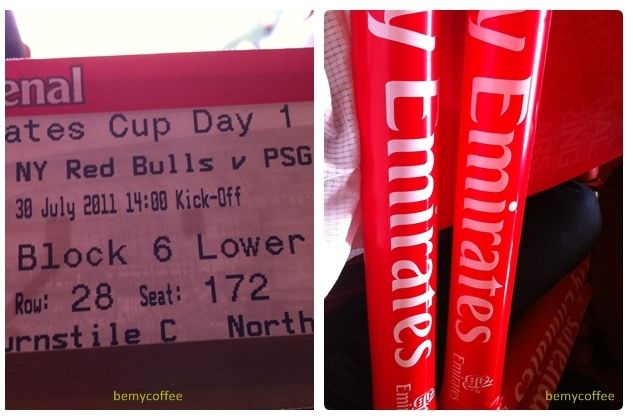 enal
ates Cup Day 1
NY Red Bulls v PSG
30 July 2011 14:00 Kick-Off
Block 6 Lower
Row: 28 Seat: 172
urnstile C North
bemycoffee
y Emirates
Emi
y Emirates
Emirates
bemycoffee